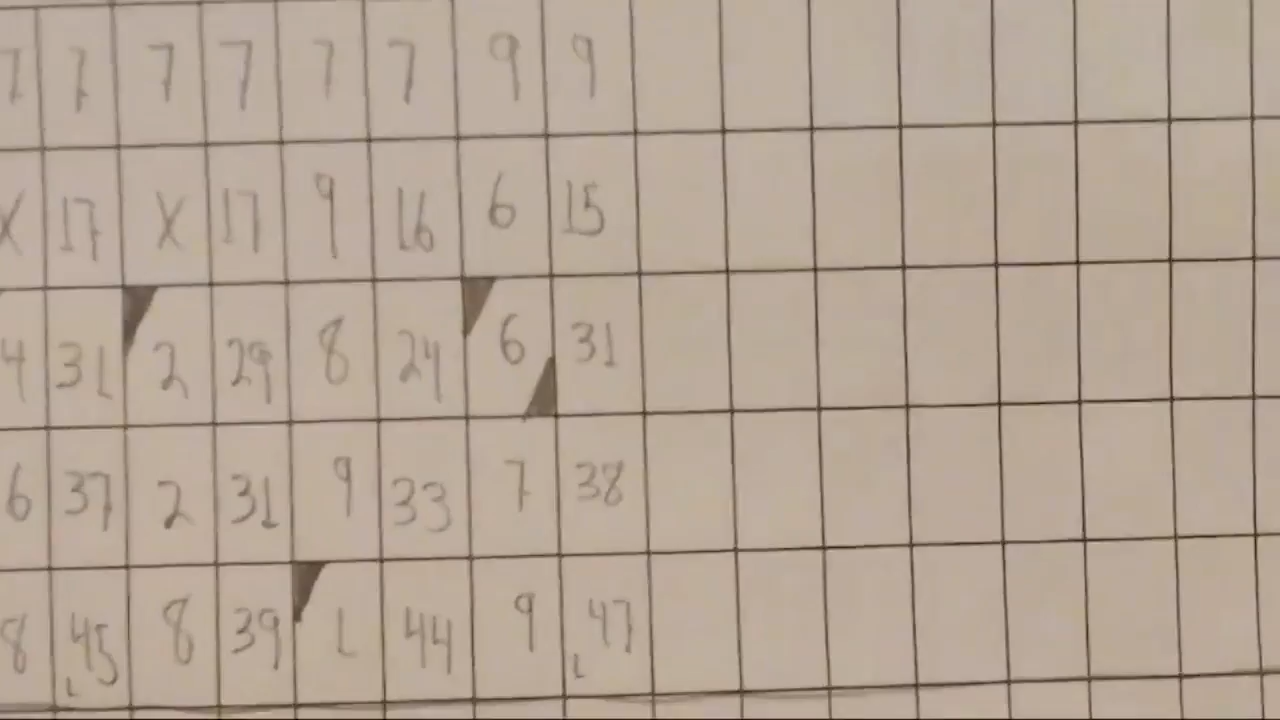 7 7 7 7 7 7 9 9
X 17 X 17 9 16 6 15
4 31 2 29 8 24 6 31
6 37 2 31 9 33 7 38
8 45 8 39 1 44 9 47